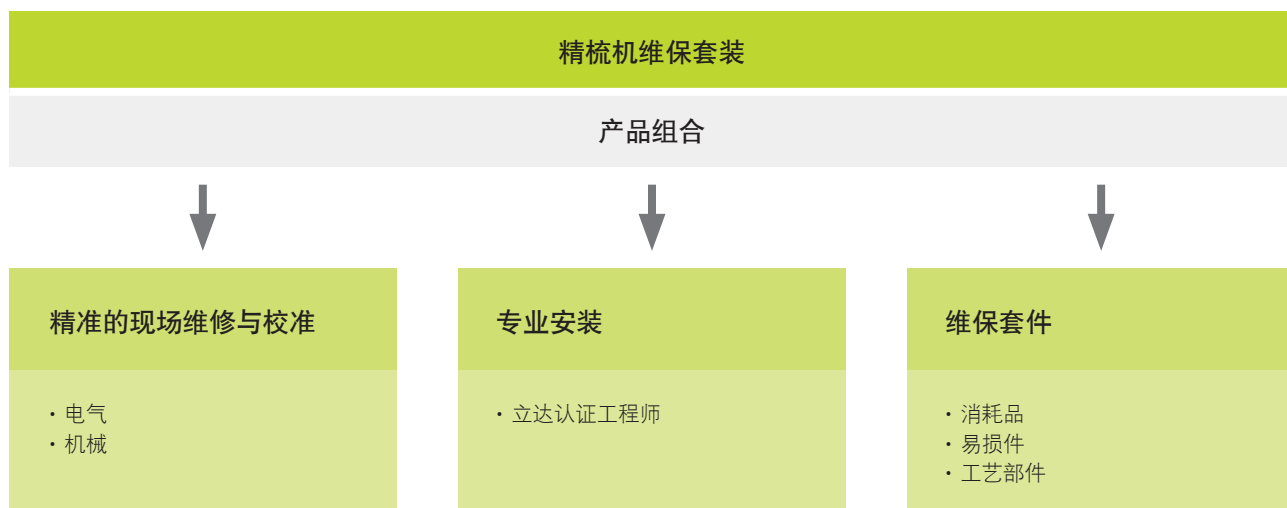 精梳机维保套装
产品组合
精准的现场维修与校准
• 电气
• 机械
专业安装
• 立达认证工程师
维保套件
• 消耗品
• 易损件
• 工艺部件